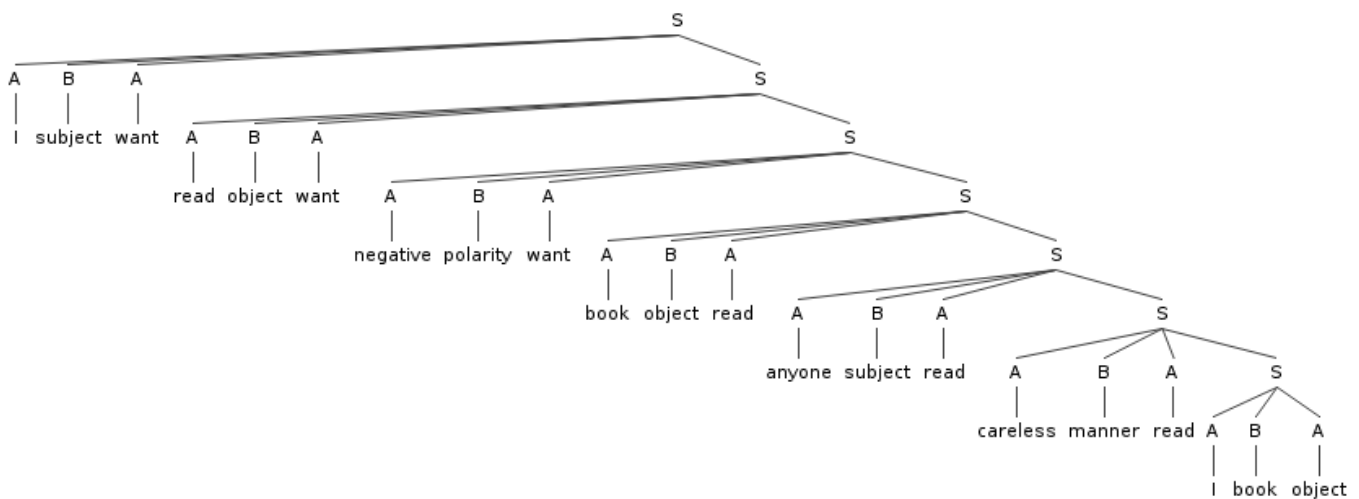 S
A B A S
I subject want A B A S
read object want A B A S
negative polarity want A B A S
book object read A B A S
anyone subject read A B A S
careless manner read A B A
I book object